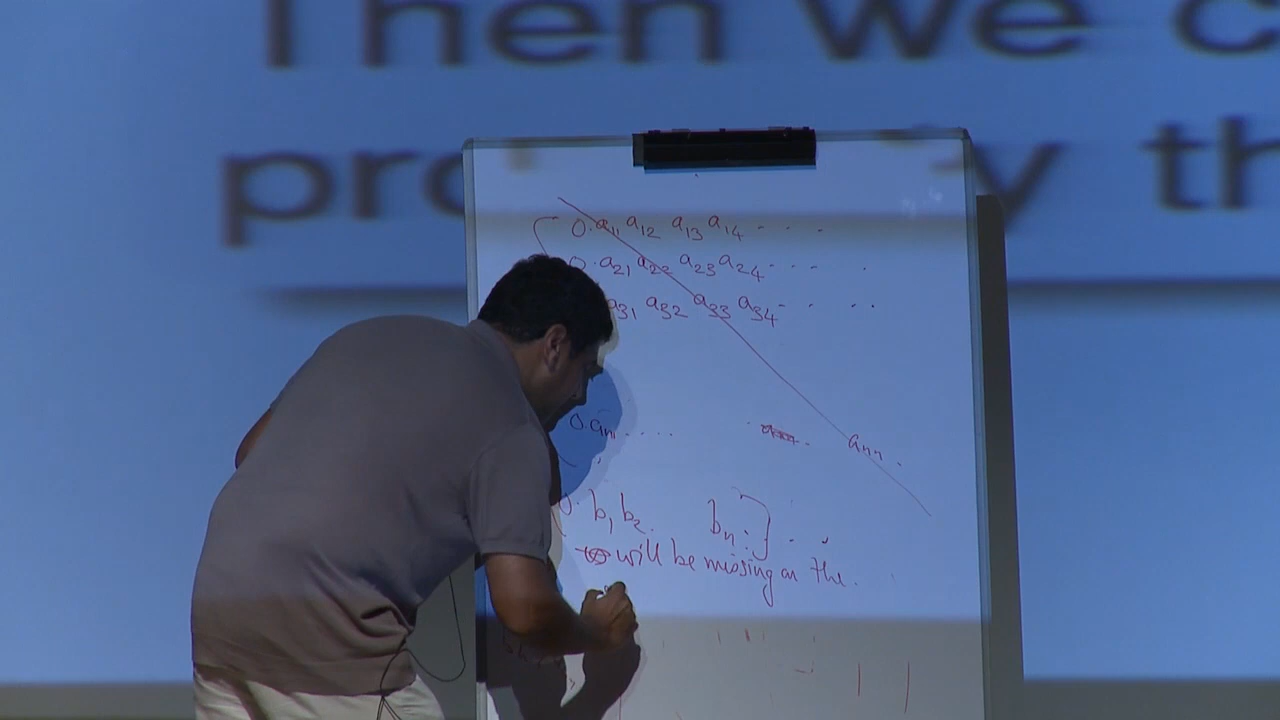 Then we
th
0.a11 a12 a13 a14 - - - .
0.a21 a22 a23 a24 - - - .
a31 a32 a33 a34 - - . .
0.an1 . . . . ann .
0. b1 b2 bn . } . .
will be missing on the .